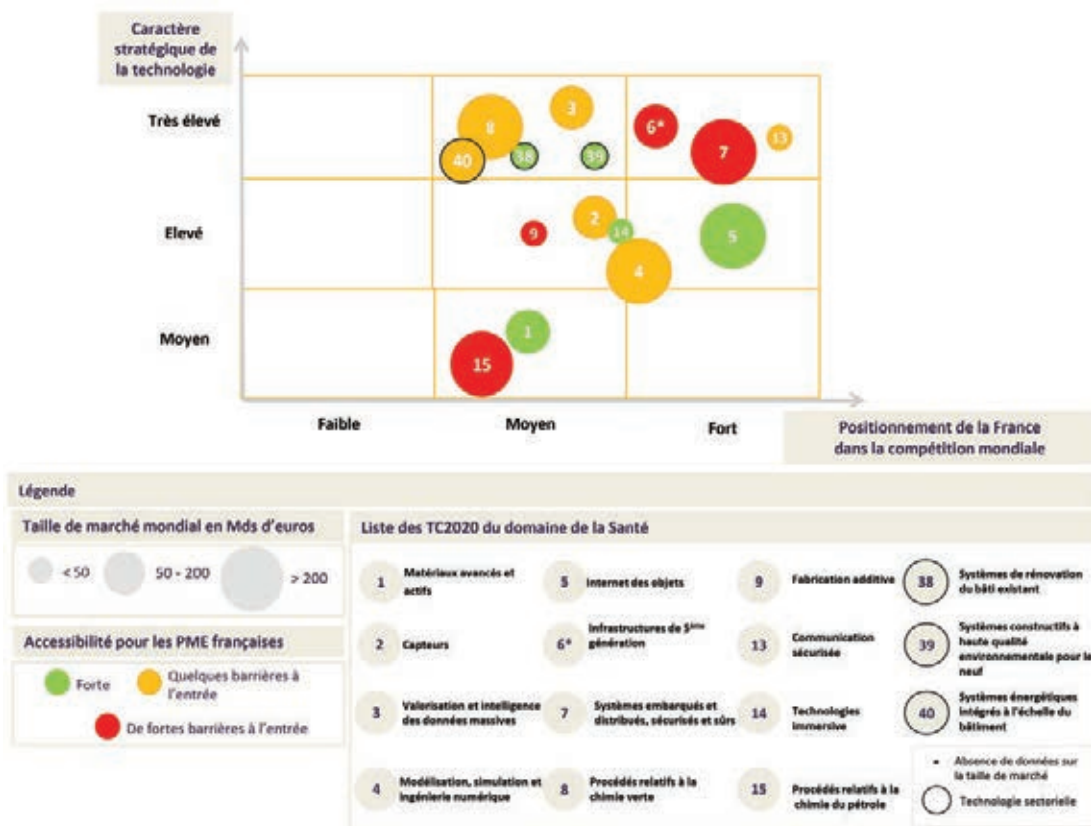 Caractère
stratégique de
la technologie
Très élevé
Elevé
Moyen
3
8
6*
13
7
40
38
39
2
9
14
5
4
1
15
Faible
Moyen
Fort
Positionnement de la France
dans la compétition mondiale
Légende
Taille de marché mondial en Mds d'euros
< 50
50 - 200
> 200
Accessibilité pour les PME françaises
Forte
Quelques barrières à
l'entrée
De fortes barrières à l'entrée
Liste des TC2020 du domaine de la Santé
1
Matériaux avancés et
actifs
2
Capteurs
3
Valorisation et intelligence
des données massives
4
Modélisation, simulation et
ingénierie numérique
5
Internet des objets
6*
Infrastructures de 5ème
génération
7
Systèmes embarqués et
distribués, sécurisés et sûrs
8
Procédés relatifs à la
chimie verte
9
Fabrication additive
13
Communication
sécurisée
14
Technologies
immersive
15
Procédés relatifs à la
chimie du pétrole
38
Systèmes de rénovation
du bâti existant
39
Systèmes constructifs à
haute qualité
environnementale pour le
neuf
40
Systèmes énergétiques
intégrés à l'échelle du
bâtiment
* Absence de données sur
la taille de marché
Technologie sectorielle